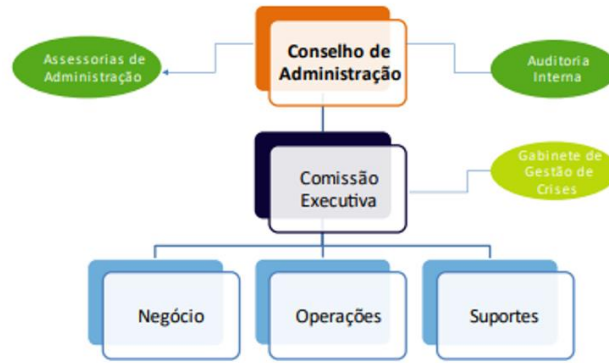 Conselho de
Administração
Assessorias de
Administração
Auditoria
Interna
Comissão
Executiva
Gabinete de
Gestão de
Crises
Negócio
Operações
Suportes